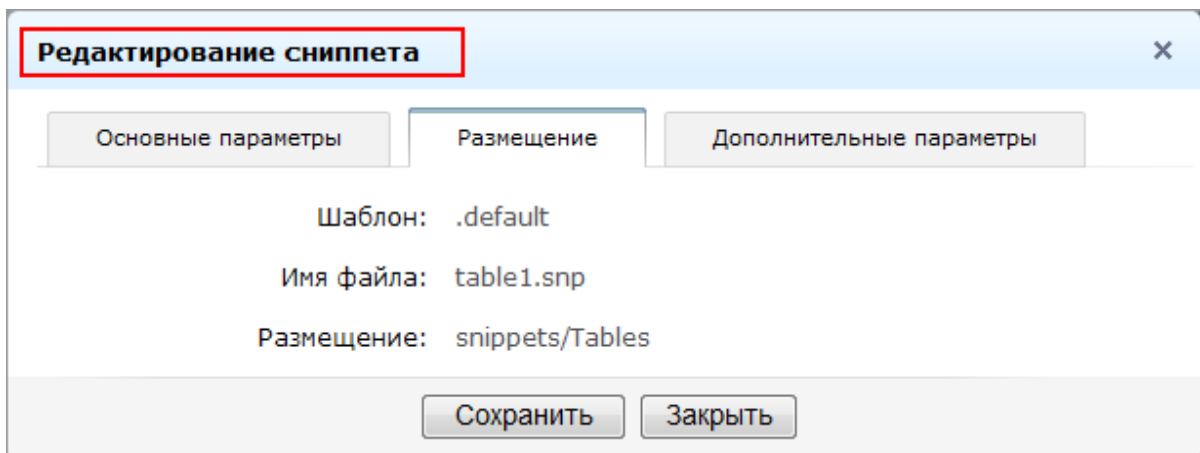 Редактирование сниппета
Основные параметры Размещение Дополнительные параметры
Шаблон: .default
Имя файла: table1.snp
Размещение: snippets/Tables
Сохранить Закрыть